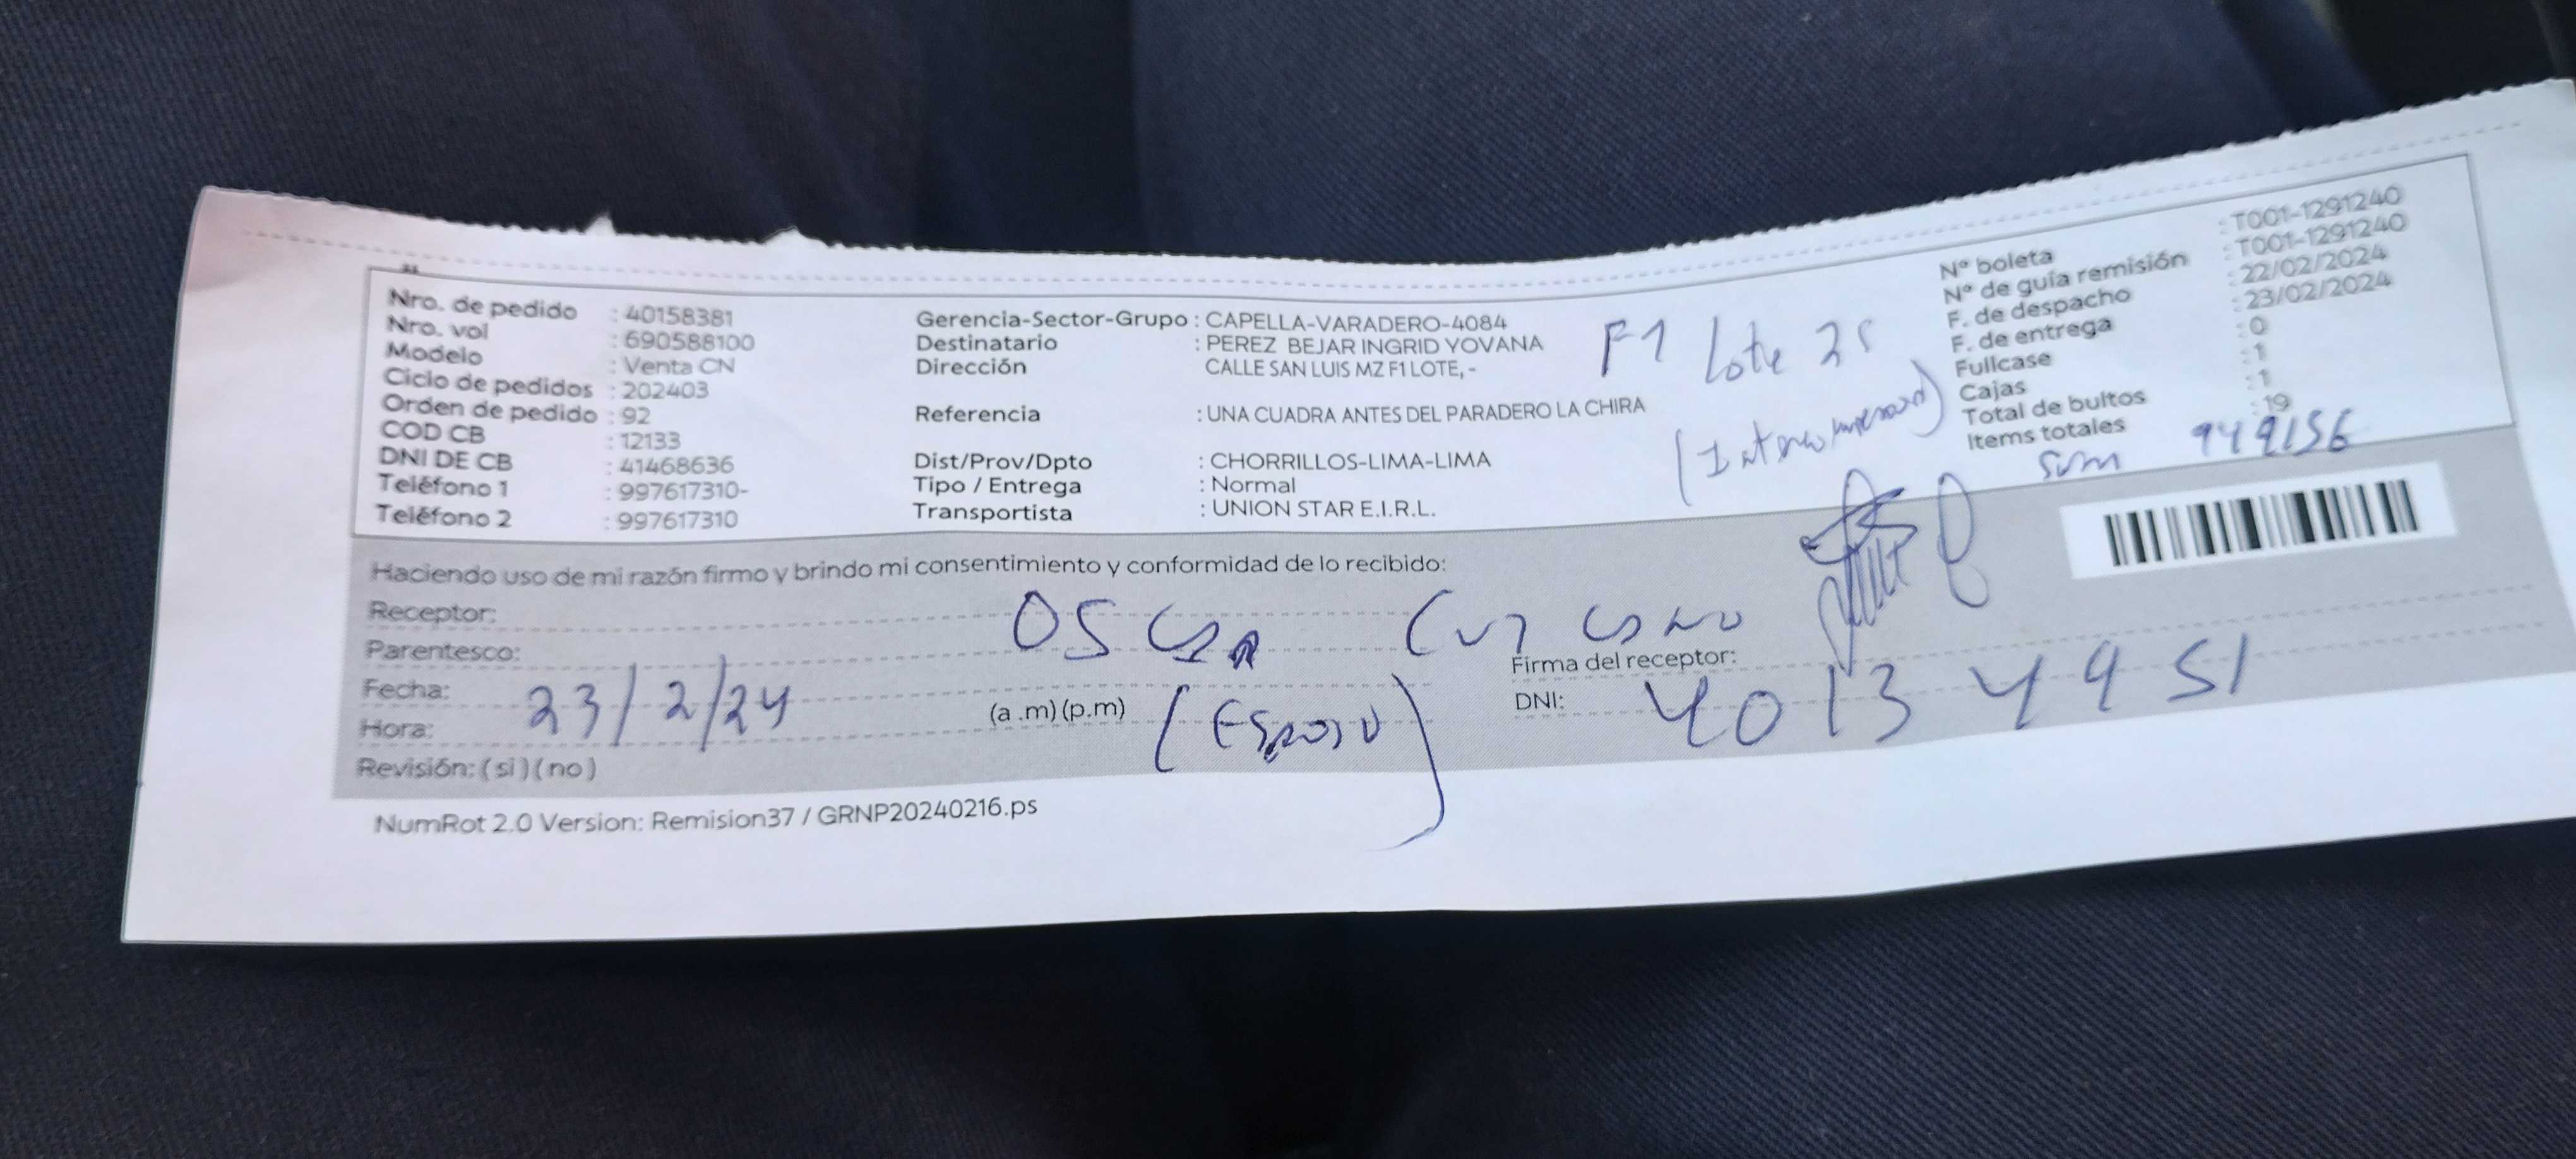 Nro. de pedido : 40158381
Nro. vol : 690588100
Modelo : Venta CN
Ciclo de pedidos : 202403
Orden de pedido : 92
COD CB : 12133
DNI DE CB : 41468636
Teléfono 1 : 997617310-
Teléfono 2 : 997617310
Gerencia-Sector-Grupo : CAPELLA-VARADERO-4084
Destinatario : PEREZ BEJAR INGRID YOVANA
Dirección CALLE SAN LUIS MZ F1 LOTE, -
Referencia : UNA CUADRA ANTES DEL PARADERO LA CHIRA
Dist/Prov/Dpto : CHORRILLOS-LIMA-LIMA
Tipo / Entrega : Normal
Transportista : UNION STAR E.I.R.L.
F1 Lote 25
Nº boleta : T001-1291240
Nº de guía remisión : T001-1291240
F. de despacho : 22/02/2024
F. de entrega : 23/02/2024
Fullcase : 0
Cajas : 1
Total de bultos : 1
Items totales : 19
Sum 949156
Haciendo uso de mi razón firmo y brindo mi consentimiento y conformidad de lo recibido:
Receptor: OSCAR
Parentesco: (ESPOSO)
Fecha: 23/2/24
Hora: (a .m) (p.m)
Revisión: ( si ) ( no )
Firma del receptor:
DNI: 40134951
NumRot 2.0 Version: Remision37 / GRNP20240216.ps